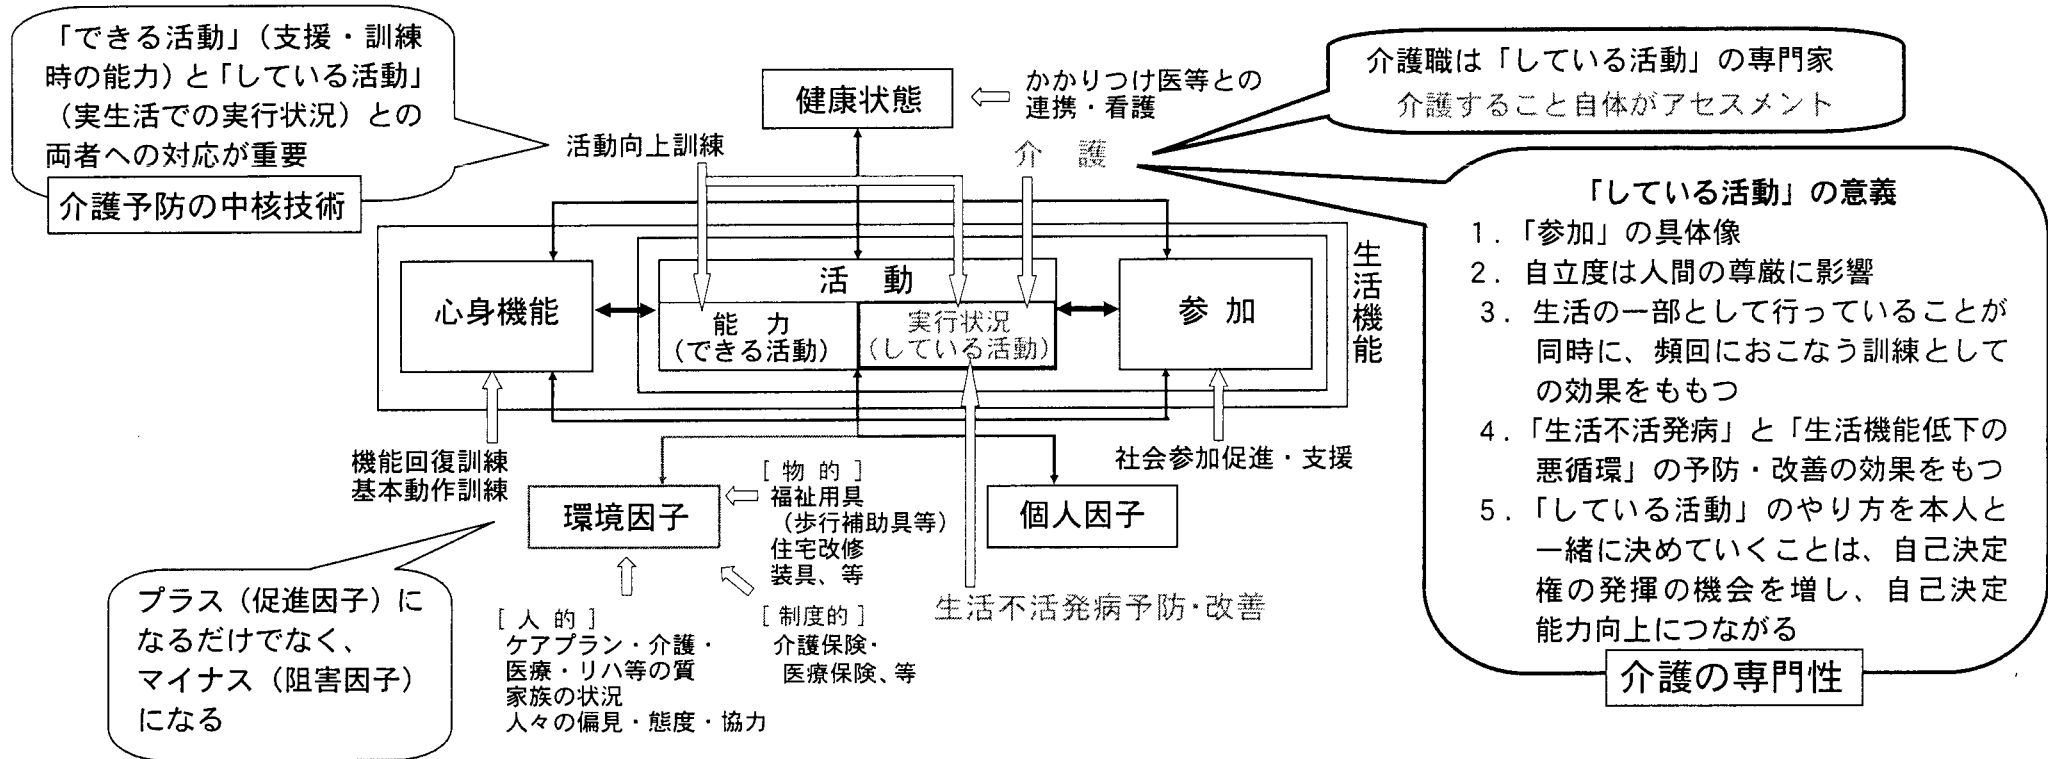 「できる活動」（支援・訓練
時の能力）と「している活動」
（実生活での実行状況）との
両者への対応が重要
介護予防の中核技術
健康状態
かかりつけ医等との
連携・看護
介護職は「している活動」の専門家
介護すること自体がアセスメント
活動向上訓練
介　護
「している活動」の意義
1．「参加」の具体像
2．自立度は人間の尊厳に影響
3．生活の一部として行っていることが
同時に、頻回におこなう訓練として
の効果をももつ
4．「生活不活発病」と「生活機能低下の
悪循環」の予防・改善の効果をもつ
5．「している活動」のやり方を本人と
一緒に決めていくことは、自己決定
権の発揮の機会を増し、自己決定
能力向上につながる
介護の専門性
生活機能
心身機能
活　動
能　力
（できる活動）
実行状況
（している活動）
参　加
機能回復訓練
基本動作訓練
社会参加促進・支援
環境因子
［物的］
福祉用具
（歩行補助具等）
住宅改修
装具、等
個人因子
プラス（促進因子）に
なるだけでなく、
マイナス（阻害因子）
になる
［人的］
ケアプラン・介護・
医療・リハ等の質
家族の状況
人々の偏見・態度・協力
［制度的］
介護保険・
医療保険、等
生活不活発病予防・改善